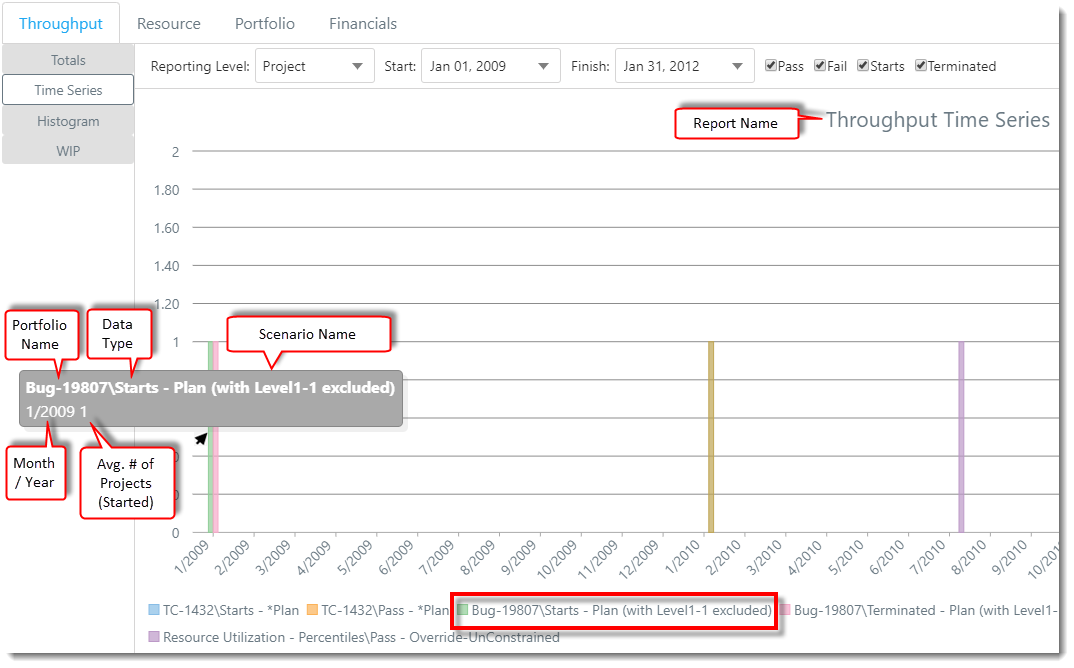 Throughput Resource Portfolio Financials
Totals
Time Series
Histogram
WIP
Reporting Level: Project Start: Jan 01, 2009 Finish: Jan 31, 2012 Pass Fail Starts Terminated
Report Name
Throughput Time Series
2
1.80
1.60
1.40
1.20
1
0
0
0
Portfolio
Name
Data
Type
Scenario Name
Bug-19807\Starts - Plan (with Level1-1 excluded)
1/2009 1
Month
/ Year
Avg. # of
Projects
(Started)
1/2009 2/2009 3/2009 4/2009 5/2009 6/2009 7/2009 8/2009 9/2009 10/2009 11/2009 12/2009 1/2010 2/2010 3/2010 4/2010 5/2010 6/2010 7/2010 8/2010 9/2010 10/201
TC-1432\Starts - *Plan TC-1432\Pass - *Plan Bug-19807\Starts - Plan (with Level1-1 excluded) Bug-19807\Terminated - Plan (with Level1-
Resource Utilization - Percentiles\Pass - Override-UnConstrained